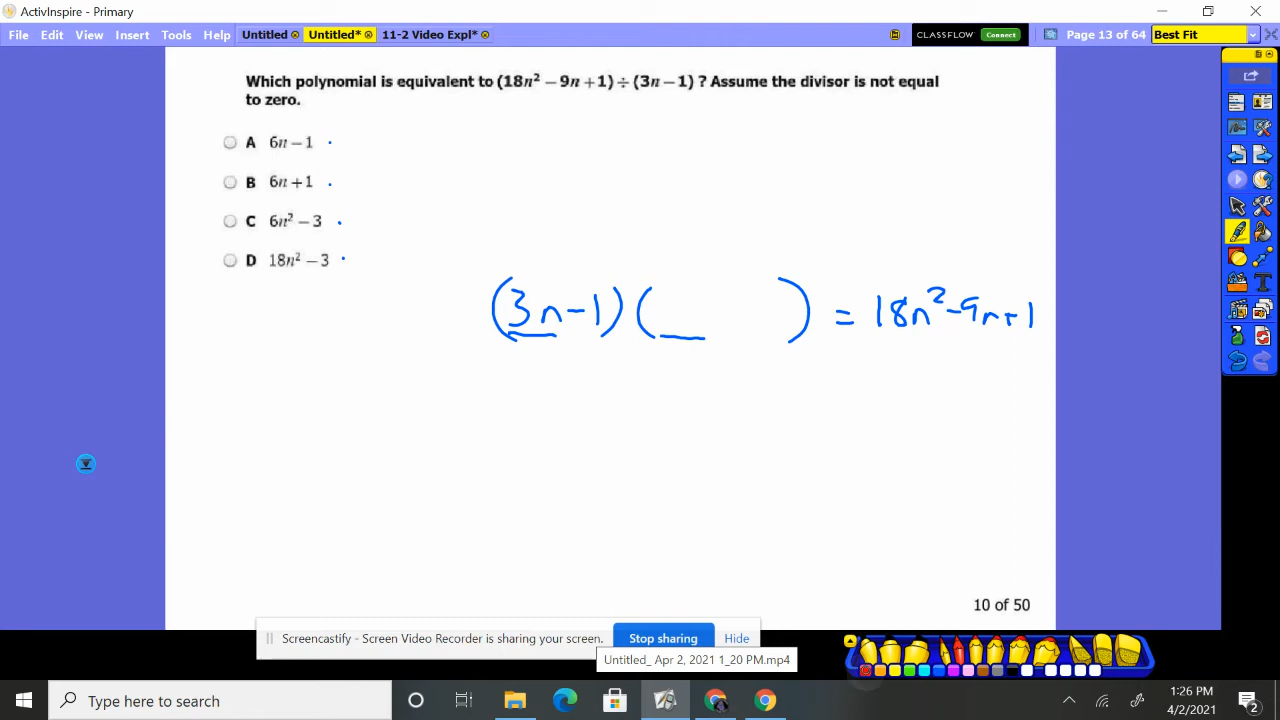 ActivInspire - Primary
File Edit View Insert Tools Help Untitled Untitled* 11-2 Video Expl* CLASSFLOW Connect Page 13 of 64 Best Fit
Which polynomial is equivalent to (18n² − 9n + 1) ÷ (3n − 1) ? Assume the divisor is not equal
to zero.
A 6n − 1
B 6n + 1
C 6n² − 3
D 18n² − 3
(3n − 1)( ) = 18n² − 9n + 1
10 of 50
Screencastify - Screen Video Recorder is sharing your screen. Stop sharing Hide
Untitled_ Apr 2, 2021 1_20 PM.mp4
Type here to search
1:26 PM
4/2/2021
2